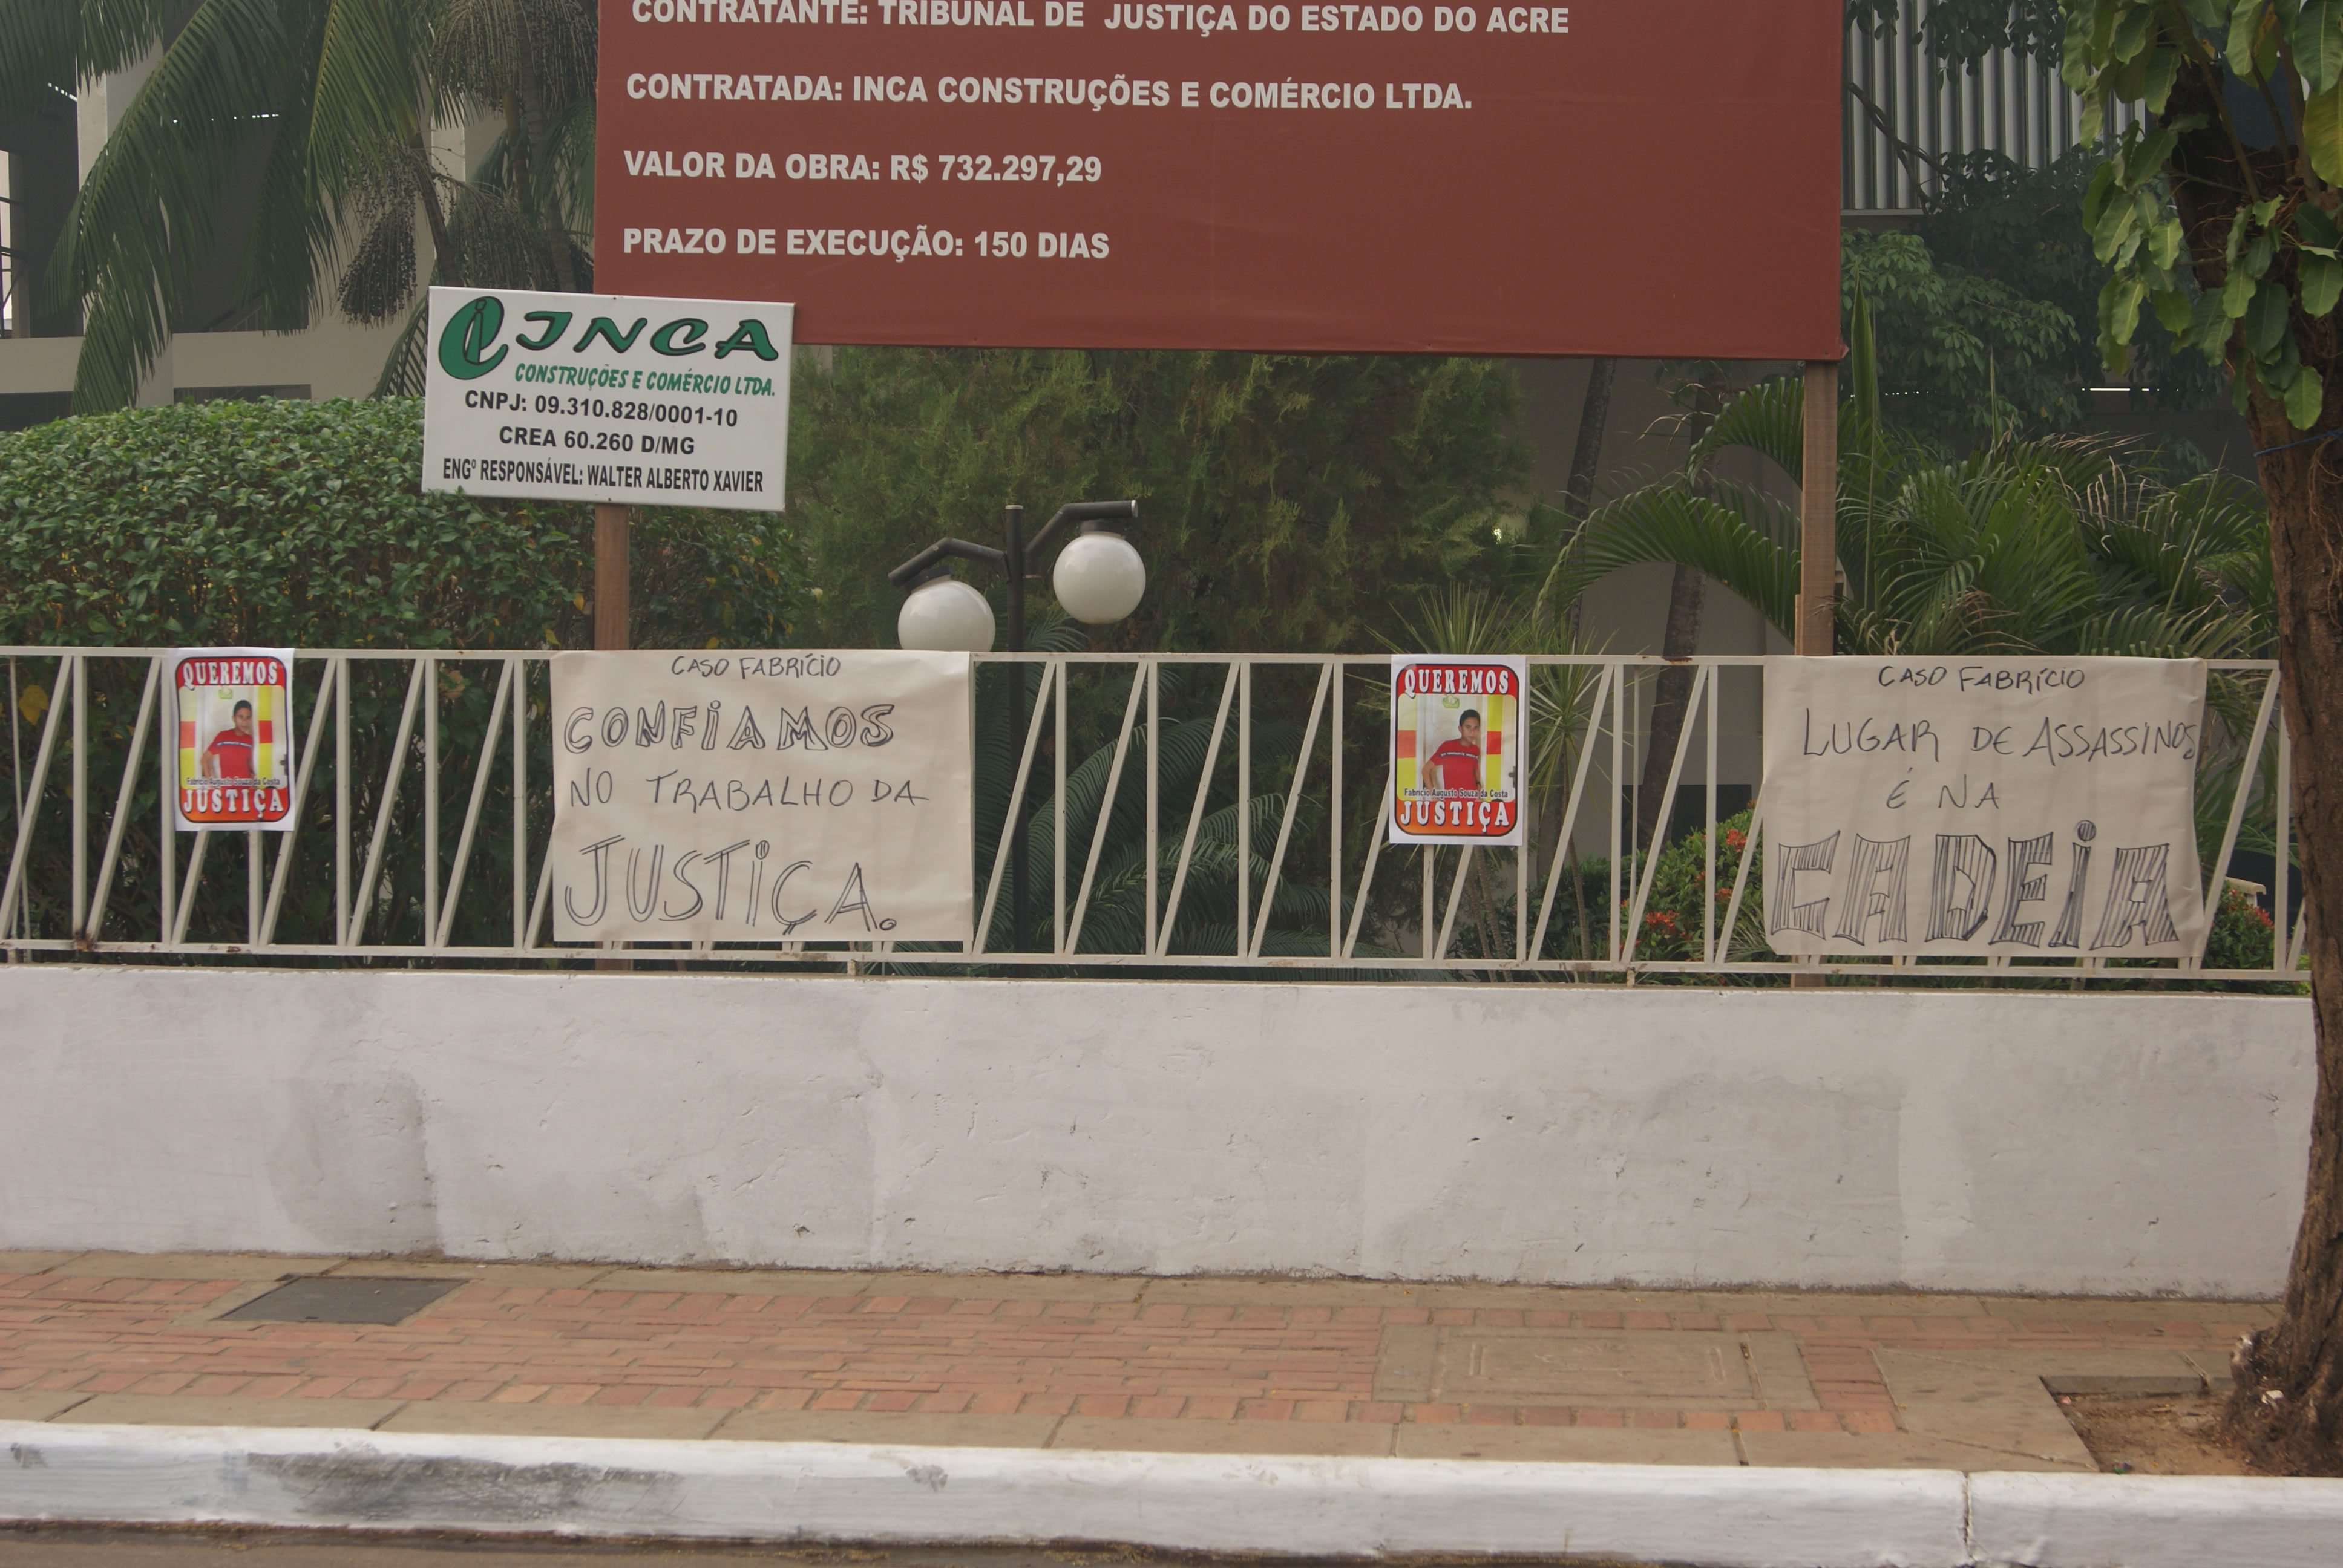 CONTRATANTE: TRIBUNAL DE JUSTIÇA DO ESTADO DO ACRE
CONTRATADA: INCA CONSTRUÇÕES E COMÉRCIO LTDA.
VALOR DA OBRA: R$ 732.297,29
PRAZO DE EXECUÇÃO: 150 DIAS
INCA
CONSTRUÇÕES E COMÉRCIO LTDA.
CNPJ: 09.310.828/0001-10
CREA 60.260 D/MG
ENGº RESPONSÁVEL: WALTER ALBERTO XAVIER
QUEREMOS
Fabrício Augusto Souza da Costa
JUSTIÇA
CASO FABRÍCIO
CONFIAMOS
NO TRABALHO DA
JUSTIÇA.
QUEREMOS
Fabrício Augusto Souza da Costa
JUSTIÇA
CASO FABRÍCIO
LUGAR DE ASSASSINOS
É NA
CADEIA